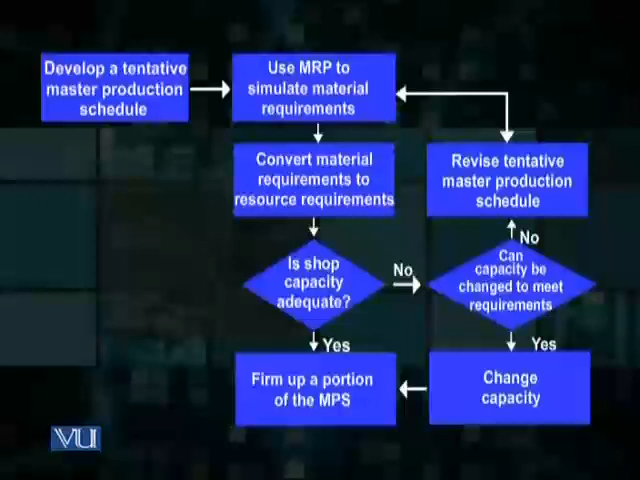 Develop a tentative
master production
schedule
Use MRP to
simulate material
requirements
Convert material
requirements to
resource requirements
Revise tentative
master production
schedule
Is shop
capacity
adequate?
No
Can
capacity be
changed to meet
requirements
No
Yes
Yes
Firm up a portion
of the MPS
Change
capacity
VU